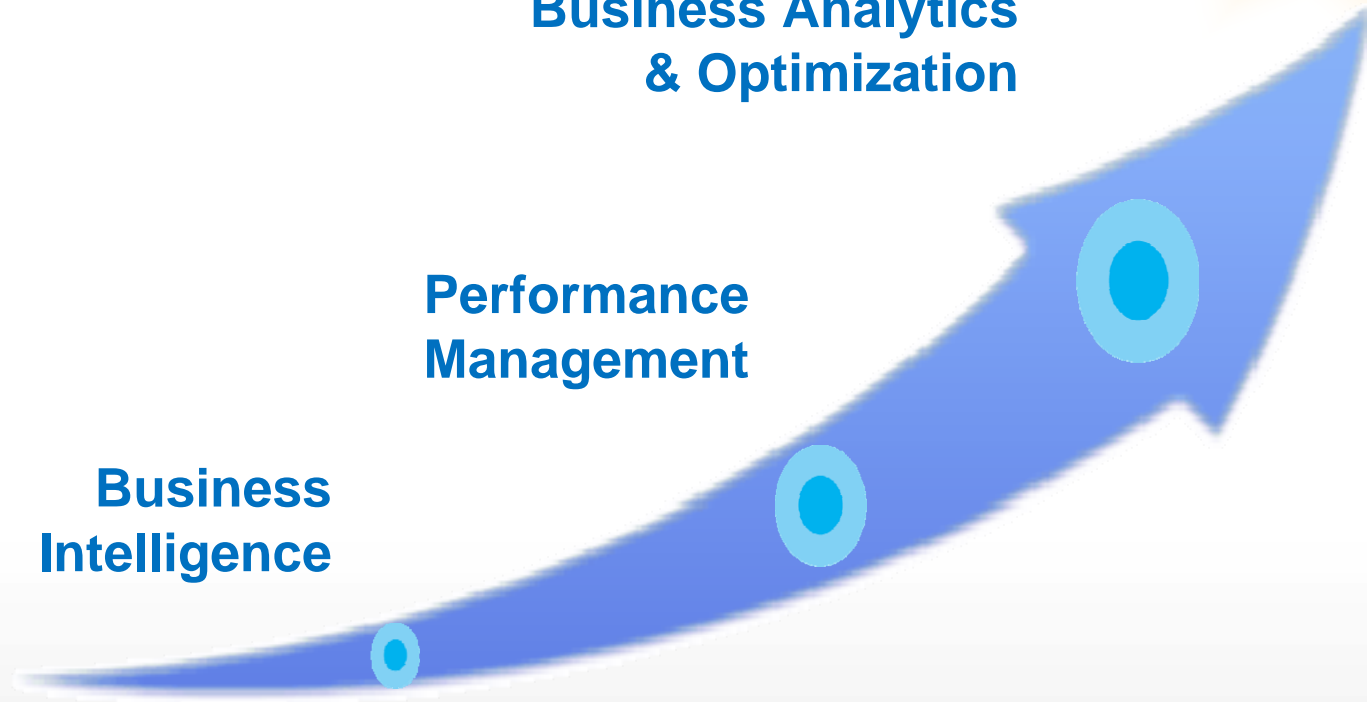 Business Analytics
& Optimization
Performance
Management
Business
Intelligence